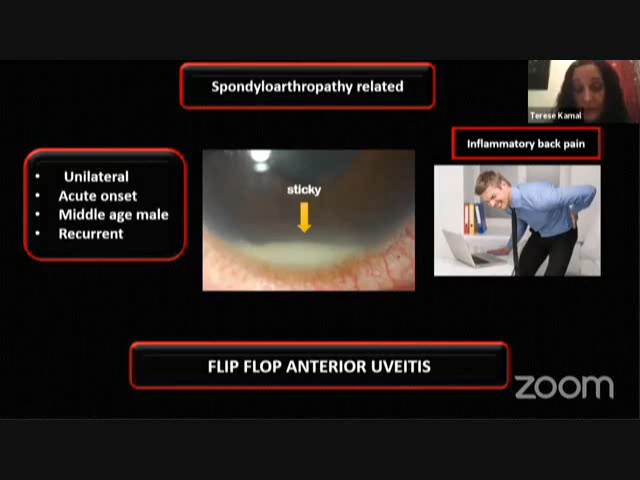 Spondyloarthropathy related
Terese Kamal
Inflammatory back pain
• Unilateral
• Acute onset
• Middle age male
• Recurrent
sticky
FLIP FLOP ANTERIOR UVEITIS
zoom